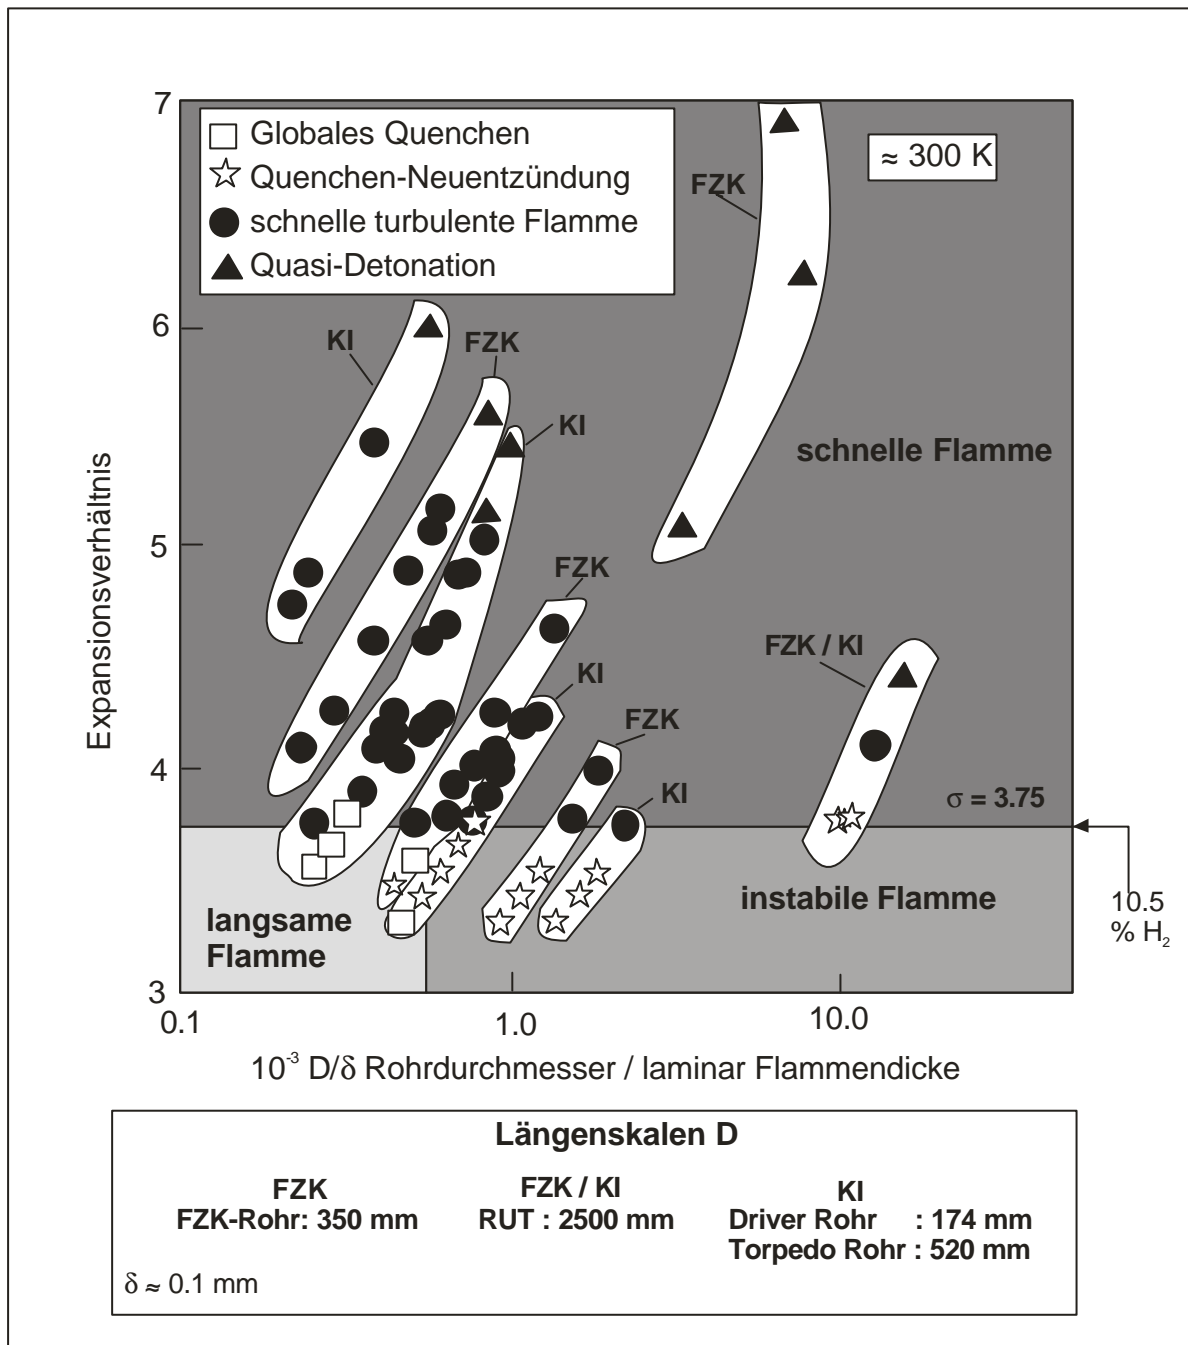 7
Globales Quenchen
Quenchen-Neuentzündung
schnelle turbulente Flamme
Quasi-Detonation
≈ 300 K
FZK
6
KI
FZK
KI
schnelle Flamme
Expansionsverhältnis
5
FZK
FZK / KI
KI
FZK
4
KI
σ = 3.75
instabile Flamme
10.5
% H₂
langsame
Flamme
3
0.1
1.0
10.0
10⁻³ D/δ Rohrdurchmesser / laminar Flammendicke
Längenskalen D
FZK
FZK-Rohr: 350 mm
FZK / KI
RUT : 2500 mm
KI
Driver Rohr : 174 mm
Torpedo Rohr : 520 mm
δ ≈ 0.1 mm